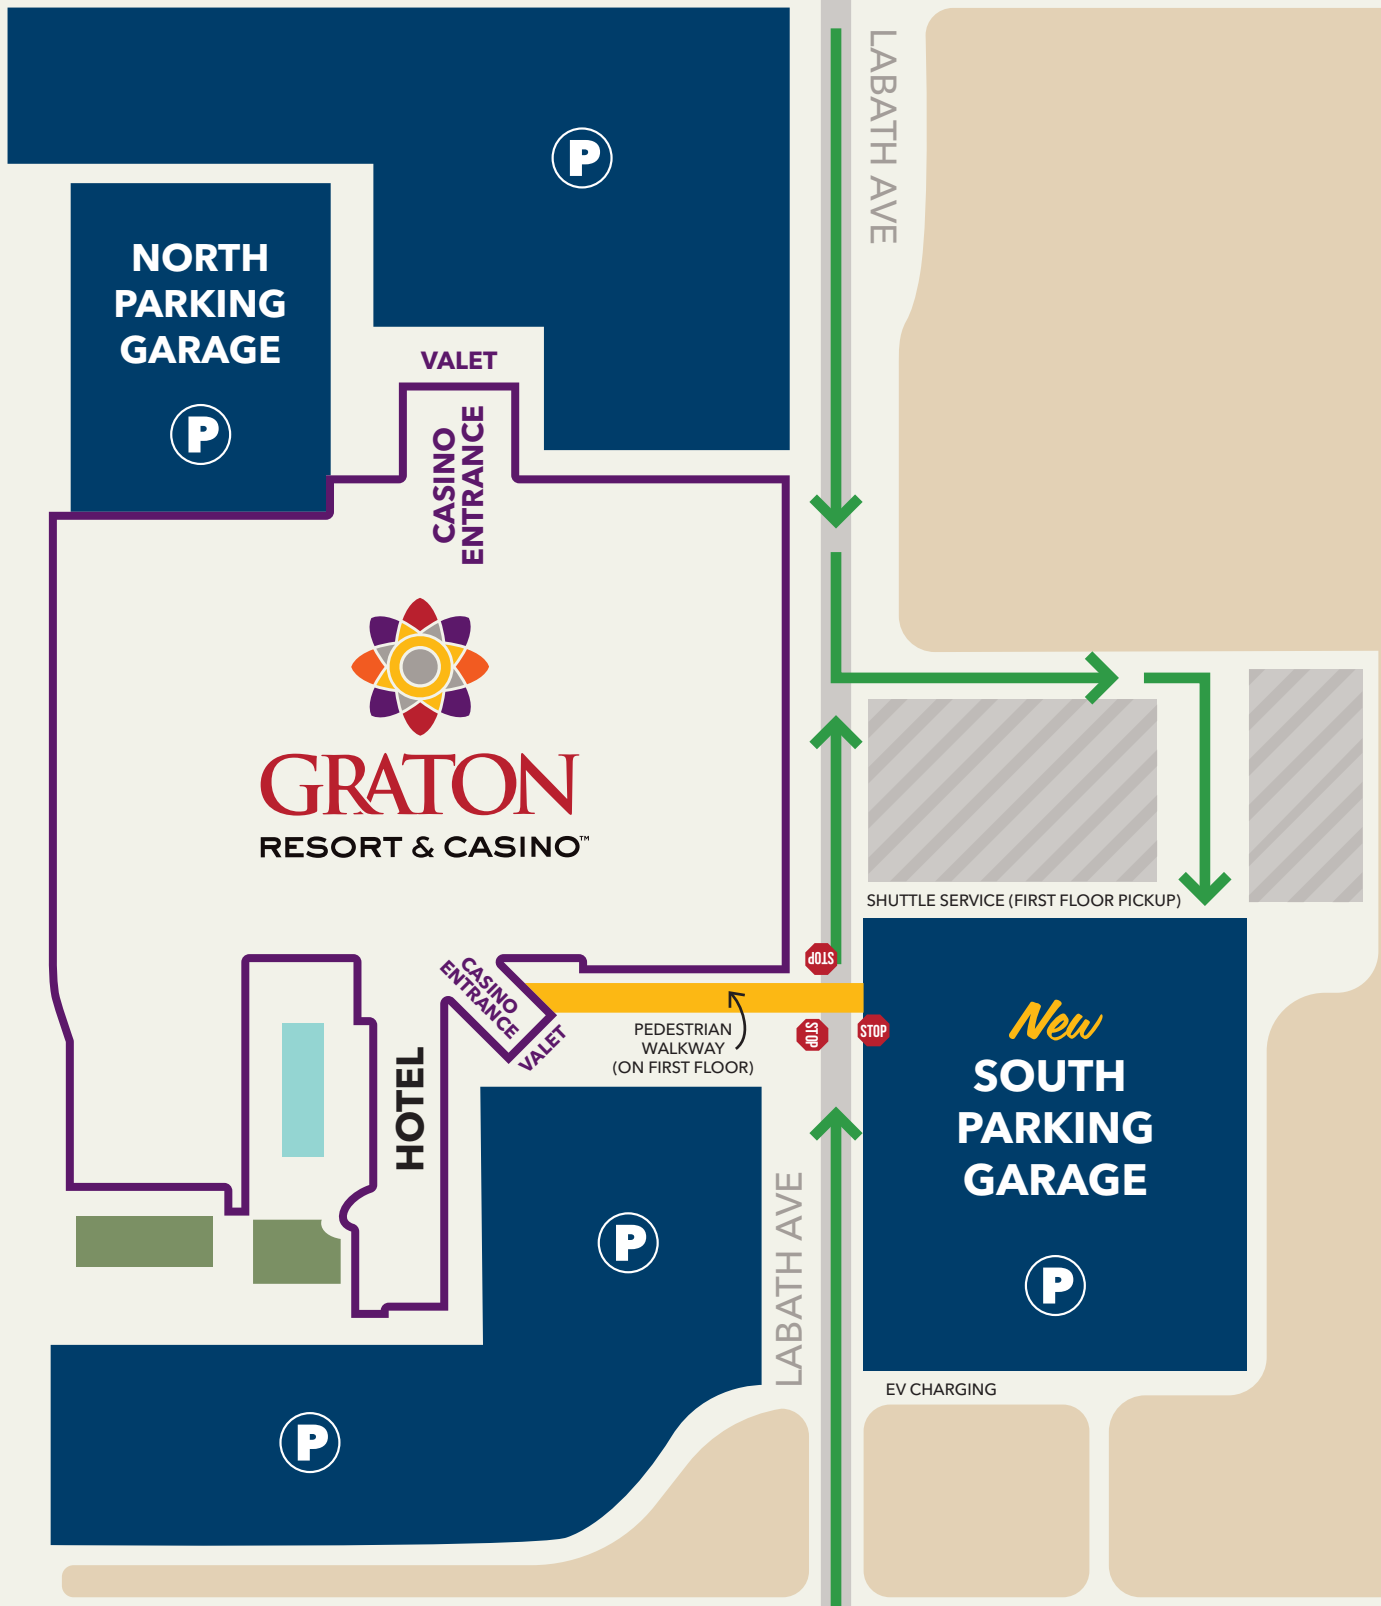 LABATH AVE
P
NORTH
PARKING
GARAGE
P
VALET
CASINO
ENTRANCE
GRATON
RESORT & CASINO™
SHUTTLE SERVICE (FIRST FLOOR PICKUP)
STOP
CASINO
ENTRANCE
VALET
PEDESTRIAN
WALKWAY
(ON FIRST FLOOR)
STOP
STOP
New
SOUTH
PARKING
GARAGE
P
HOTEL
P
LABATH AVE
EV CHARGING
P